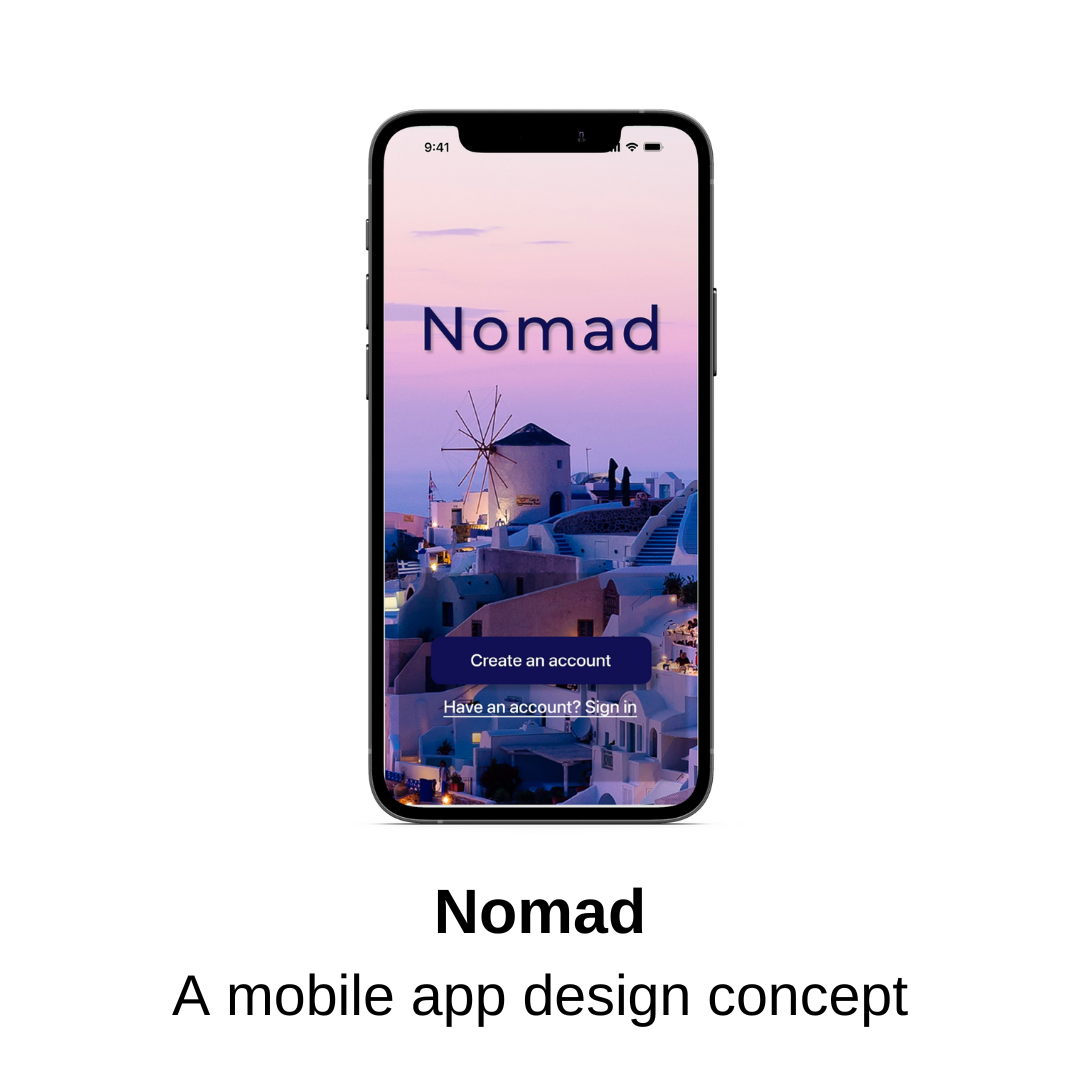 9:41
Nomad
Create an account
Have an account? Sign in
Nomad
A mobile app design concept